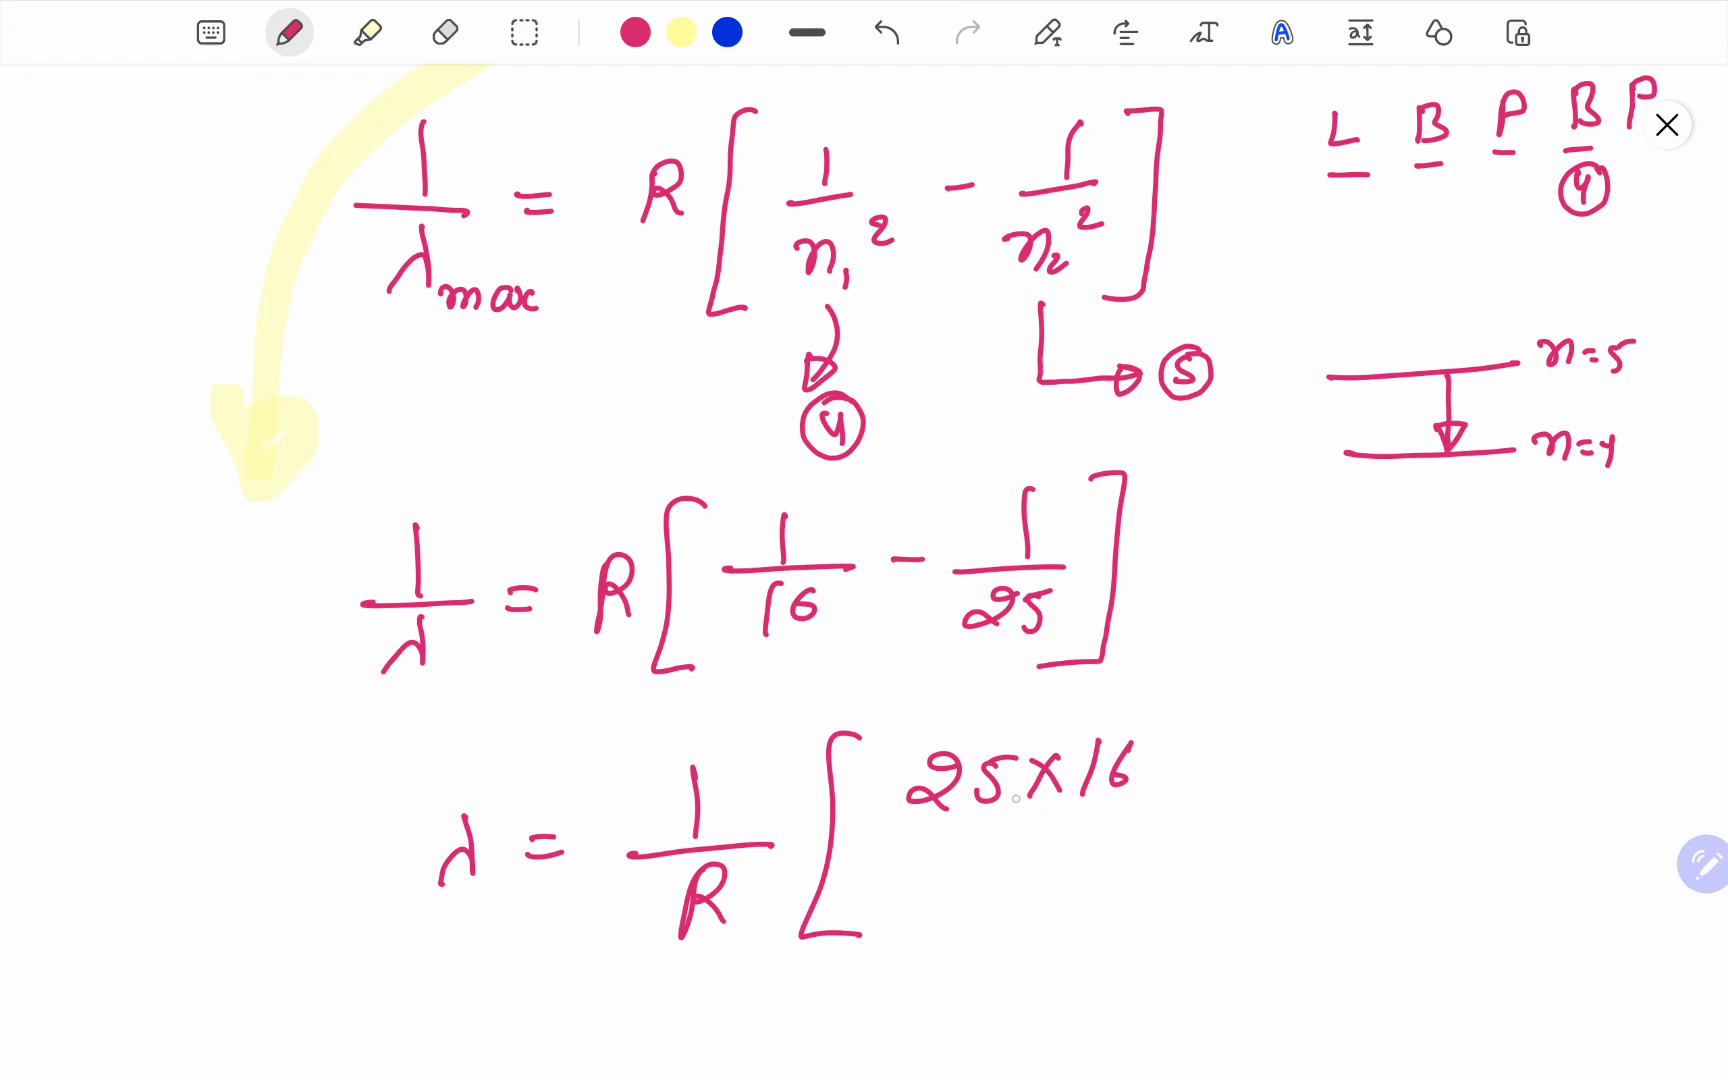 L B P B P
4
1/λmax = R [ 1/n₁² - 1/n₂² ]
n=5
5
4
n=4
1/λ = R [ 1/16 - 1/25 ]
λ = 1/R [ 25×16